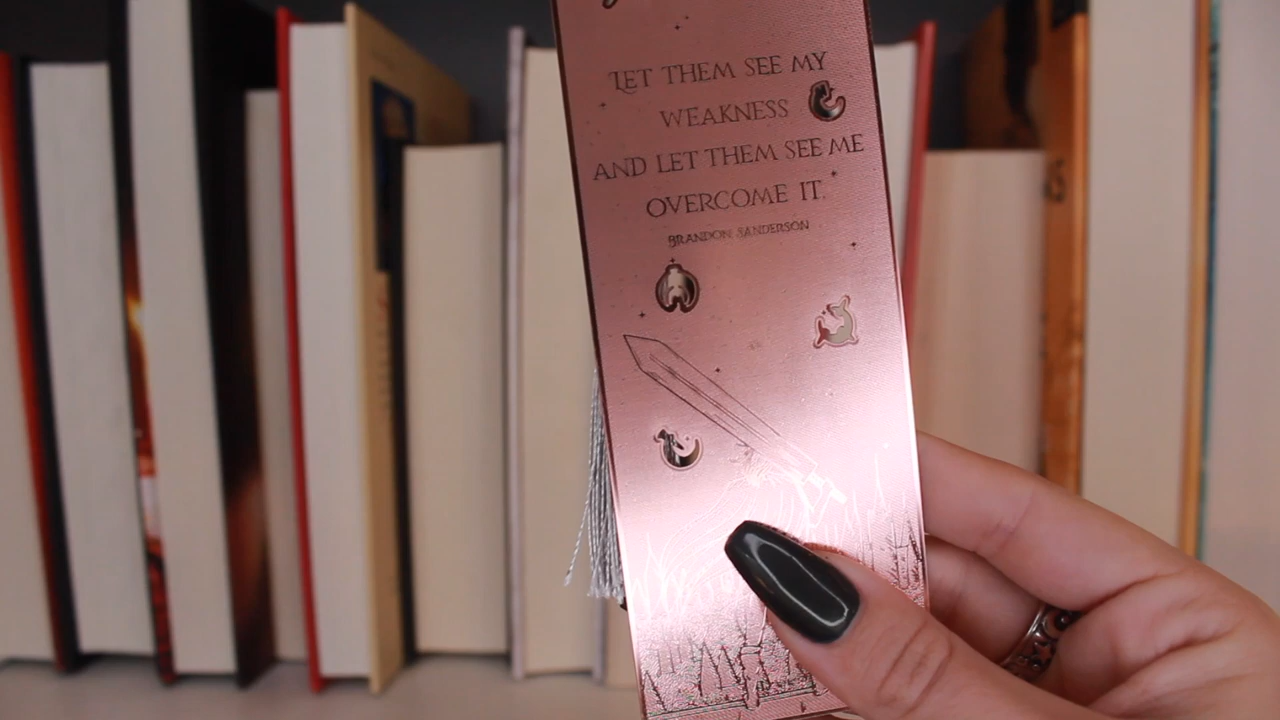 LET THEM SEE MY
WEAKNESS
AND LET THEM SEE ME
OVERCOME IT.
BRANDON SANDERSON